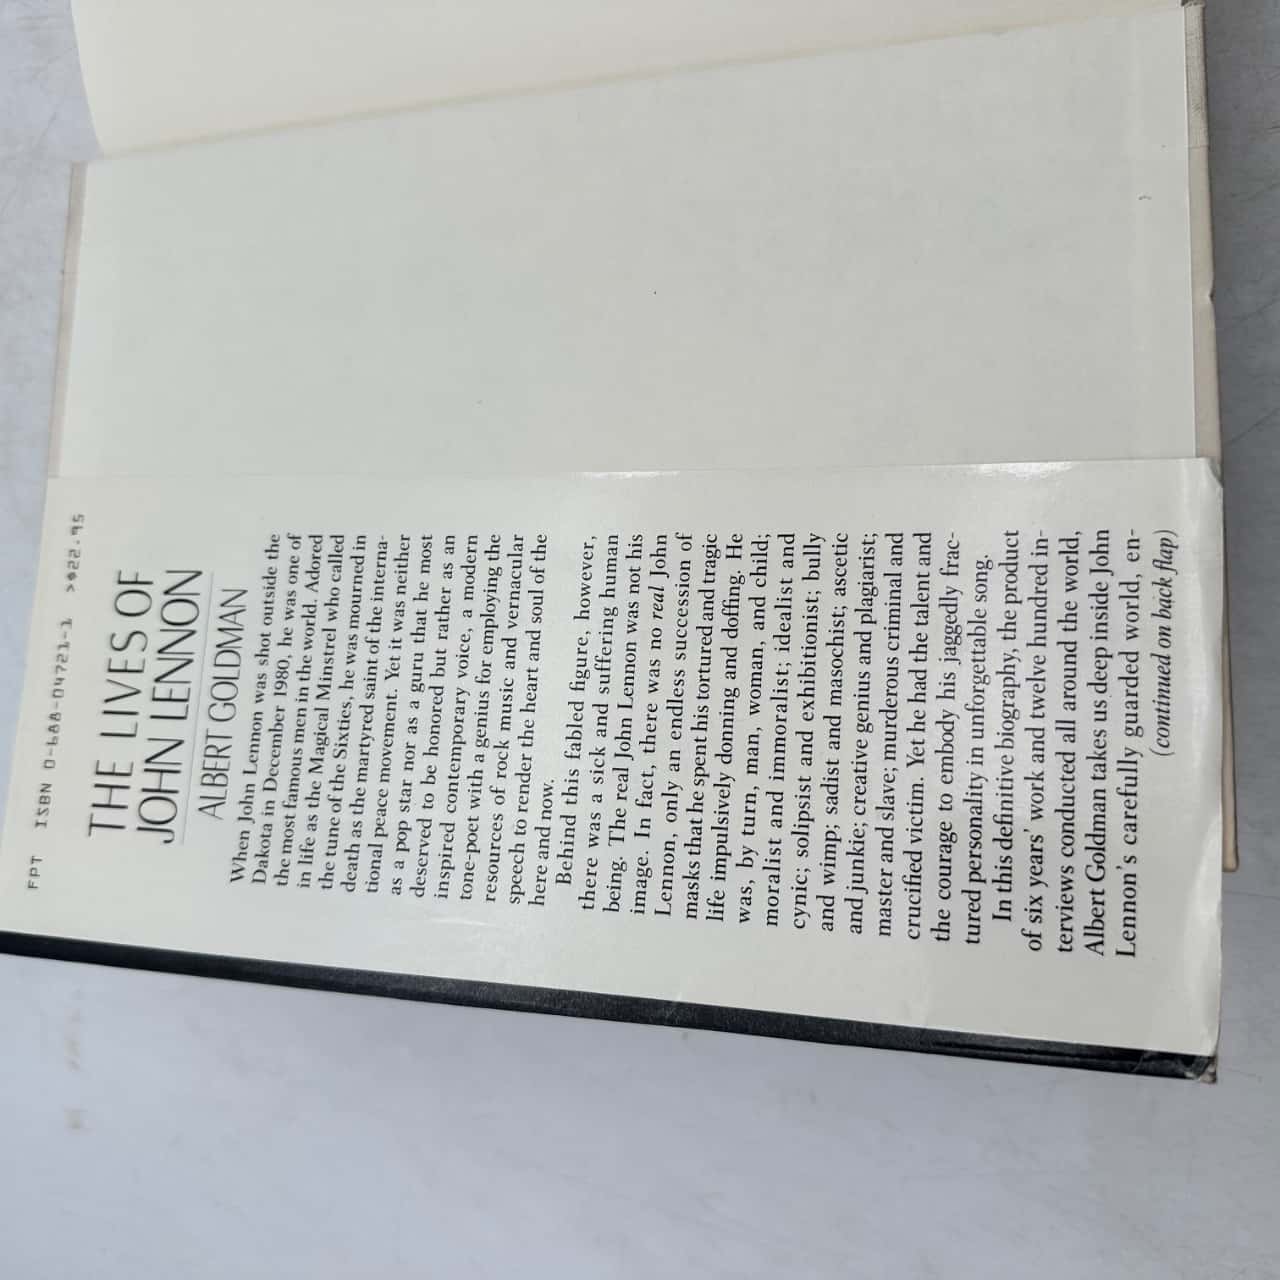 FPT ISBN 0-688-04721-1 >$22.95
THE LIVES OF
JOHN LENNON
ALBERT GOLDMAN
When John Lennon was shot outside the
Dakota in December 1980, he was one of
the most famous men in the world. Adored
in life as the Magical Minstrel who called
the tune of the Sixties, he was mourned in
death as the martyred saint of the interna-
tional peace movement. Yet it was neither
as a pop star nor as a guru that he most
deserved to be honored but rather as an
inspired contemporary voice, a modern
tone-poet with a genius for employing the
resources of rock music and vernacular
speech to render the heart and soul of the
here and now.
Behind this fabled figure, however,
there was a sick and suffering human
being. The real John Lennon was not his
image. In fact, there was no real John
Lennon, only an endless succession of
masks that he spent his tortured and tragic
life impulsively donning and doffing. He
was, by turn, man, woman, and child;
moralist and immoralist; idealist and
cynic; solipsist and exhibitionist; bully
and wimp; sadist and masochist; ascetic
and junkie; creative genius and plagiarist;
master and slave; murderous criminal and
crucified victim. Yet he had the talent and
the courage to embody his jaggedly frac-
tured personality in unforgettable song.
In this definitive biography, the product
of six years' work and twelve hundred in-
terviews conducted all around the world,
Albert Goldman takes us deep inside John
Lennon's carefully guarded world, en-
(continued on back flap)